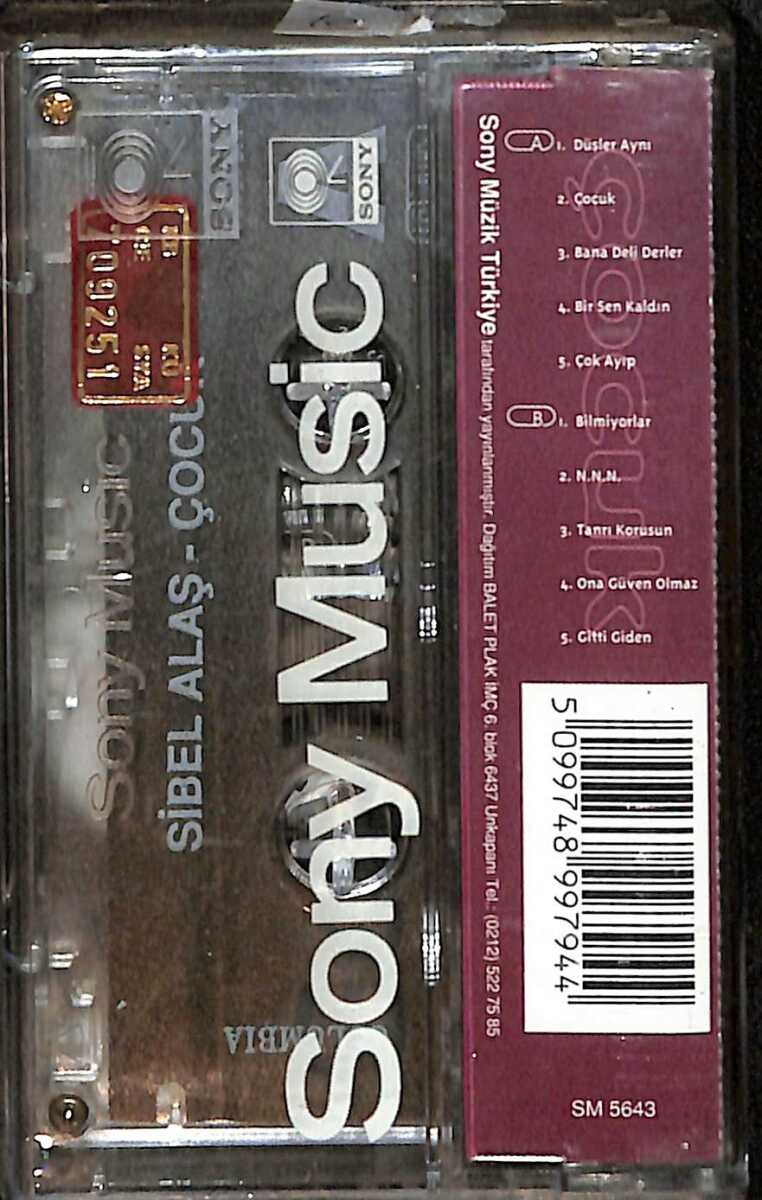 SONY
SONY
Sony Music
Sony Music
SİBEL ALAŞ - ÇOCUK
COLUMBIA
709251
çocuk
A
1. Düşler Aynı
2. Çocuk
3. Bana Deli Derler
4. Bir Sen Kaldın
5. Çok Ayıp
B
1. Bilmiyorlar
2. N.N.N.
3. Tanrı Korusun
4. Ona Güven Olmaz
5. Gitti Giden
Sony Müzik Türkiye tarafından yayınlanmıştır. Dağıtım BALET PLAK İMÇ 6. blok 6437 Unkapanı Tel.: (0212) 522 75 85
5 099748 997944
SM 5643